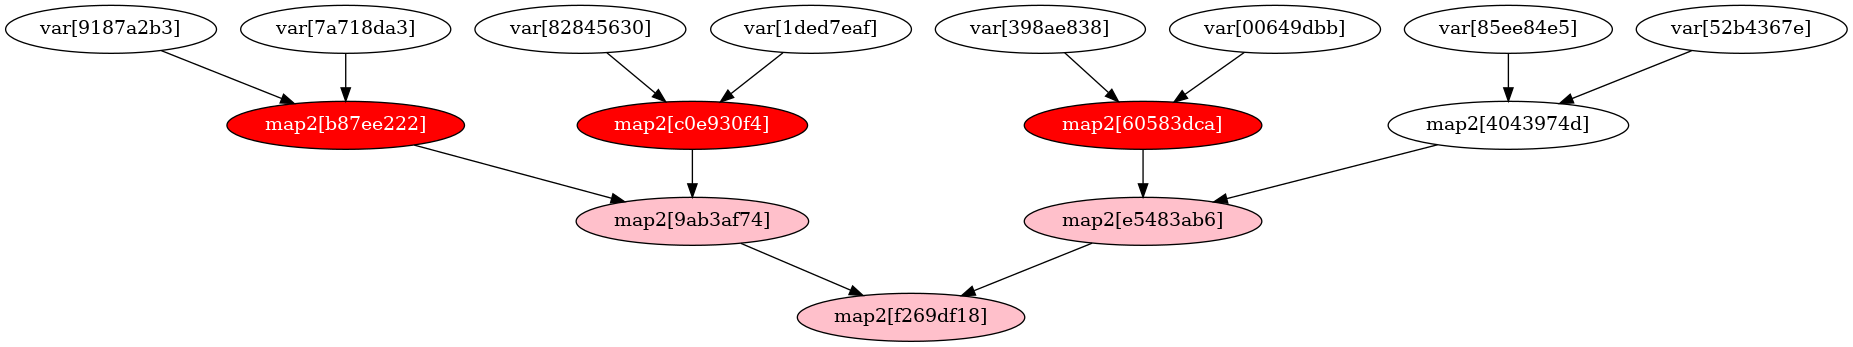 var[9187a2b3]
var[7a718da3]
var[82845630]
var[1ded7eaf]
var[398ae838]
var[00649dbb]
var[85ee84e5]
var[52b4367e]
map2[b87ee222]
map2[c0e930f4]
map2[60583dca]
map2[4043974d]
map2[9ab3af74]
map2[e5483ab6]
map2[f269df18]